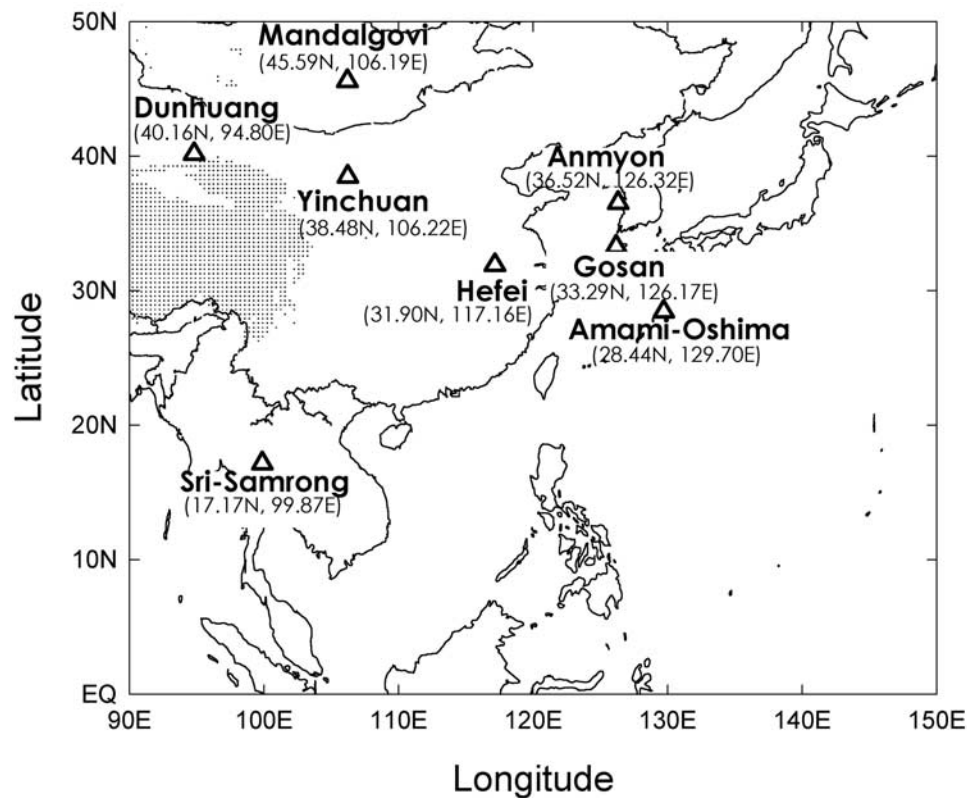 50N
Mandalgovi
(45.59N, 106.19E)
Dunhuang
(40.16N, 94.80E)
40N
Anmyon
(36.52N, 126.32E)
Yinchuan
(38.48N, 106.22E)
Gosan
(33.29N, 126.17E)
30N
Hefei
(31.90N, 117.16E)
Amami-Oshima
(28.44N, 129.70E)
20N
Sri-Samrong
(17.17N, 99.87E)
10N
EQ
Latitude
90E 100E 110E 120E 130E 140E 150E
Longitude